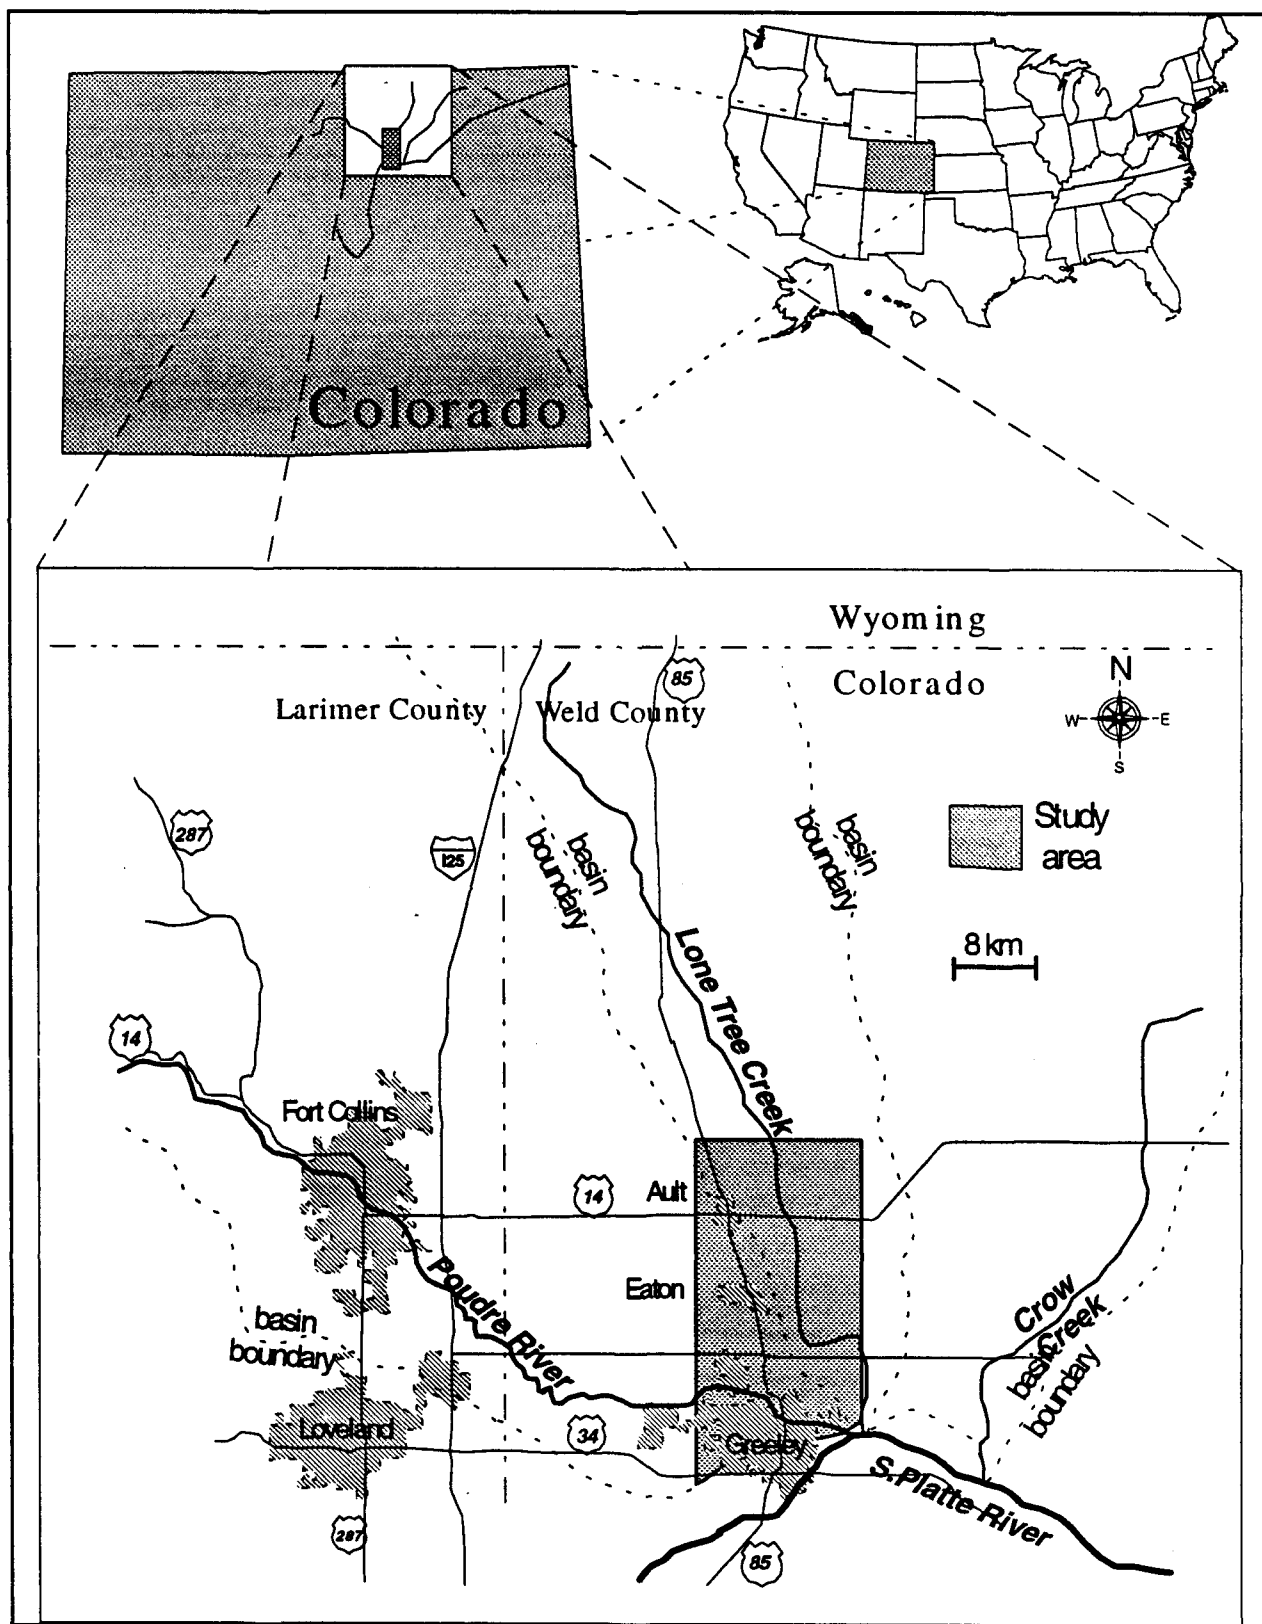 Colorado
Wyoming
Colorado
Larimer County
Weld County
85
N
W
E
S
287
I25
Study
area
basin
boundary
basin
boundary
8 km
Lone Tree Creek
14
Fort Collins
Ault
14
Eaton
Poudre River
Crow
Creek
basin
boundary
basin
boundary
Loveland
34
Greeley
S. Platte River
287
85